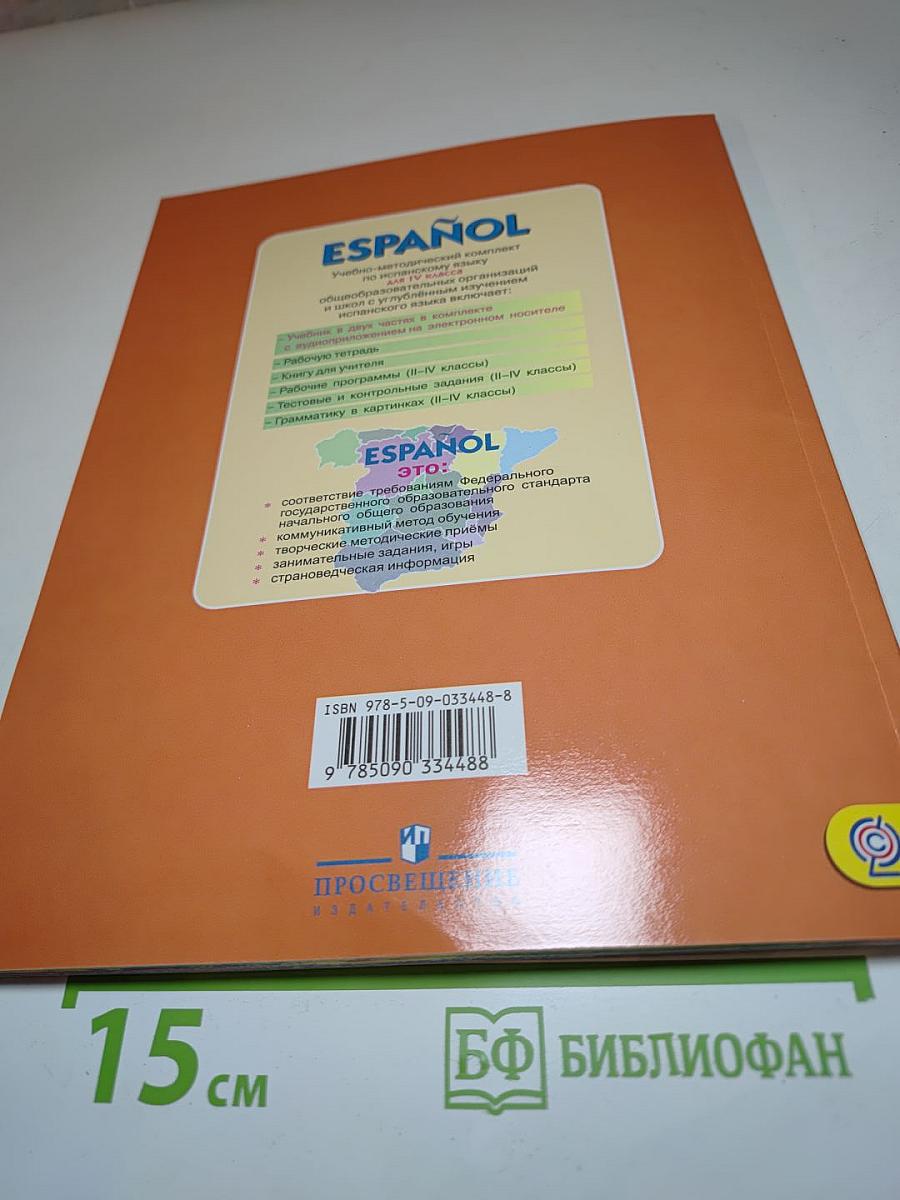 ESPAÑOL
Учебно-методический комплект
по испанскому языку
для IV класса
общеобразовательных организаций
и школ с углублённым изучением
испанского языка включает:
– Учебник в двух частях в комплекте
с аудиоприложением на электронном носителе
– Рабочую тетрадь
– Книгу для учителя
– Рабочие программы (II–IV классы)
– Тестовые и контрольные задания (II–IV классы)
– Грамматику в картинках (II–IV классы)
ESPAÑOL
это:
* соответствие требованиям Федерального
государственного образовательного стандарта
начального общего образования
* коммуникативный метод обучения
* творческие методические приёмы
* занимательные задания, игры
* страноведческая информация
ISBN 978-5-09-033448-8
9 785090 334488
ИП
ПРОСВЕЩЕНИЕ
ИЗДАТЕЛЬСТВО
С
15 см
БФ БИБЛИОФАН